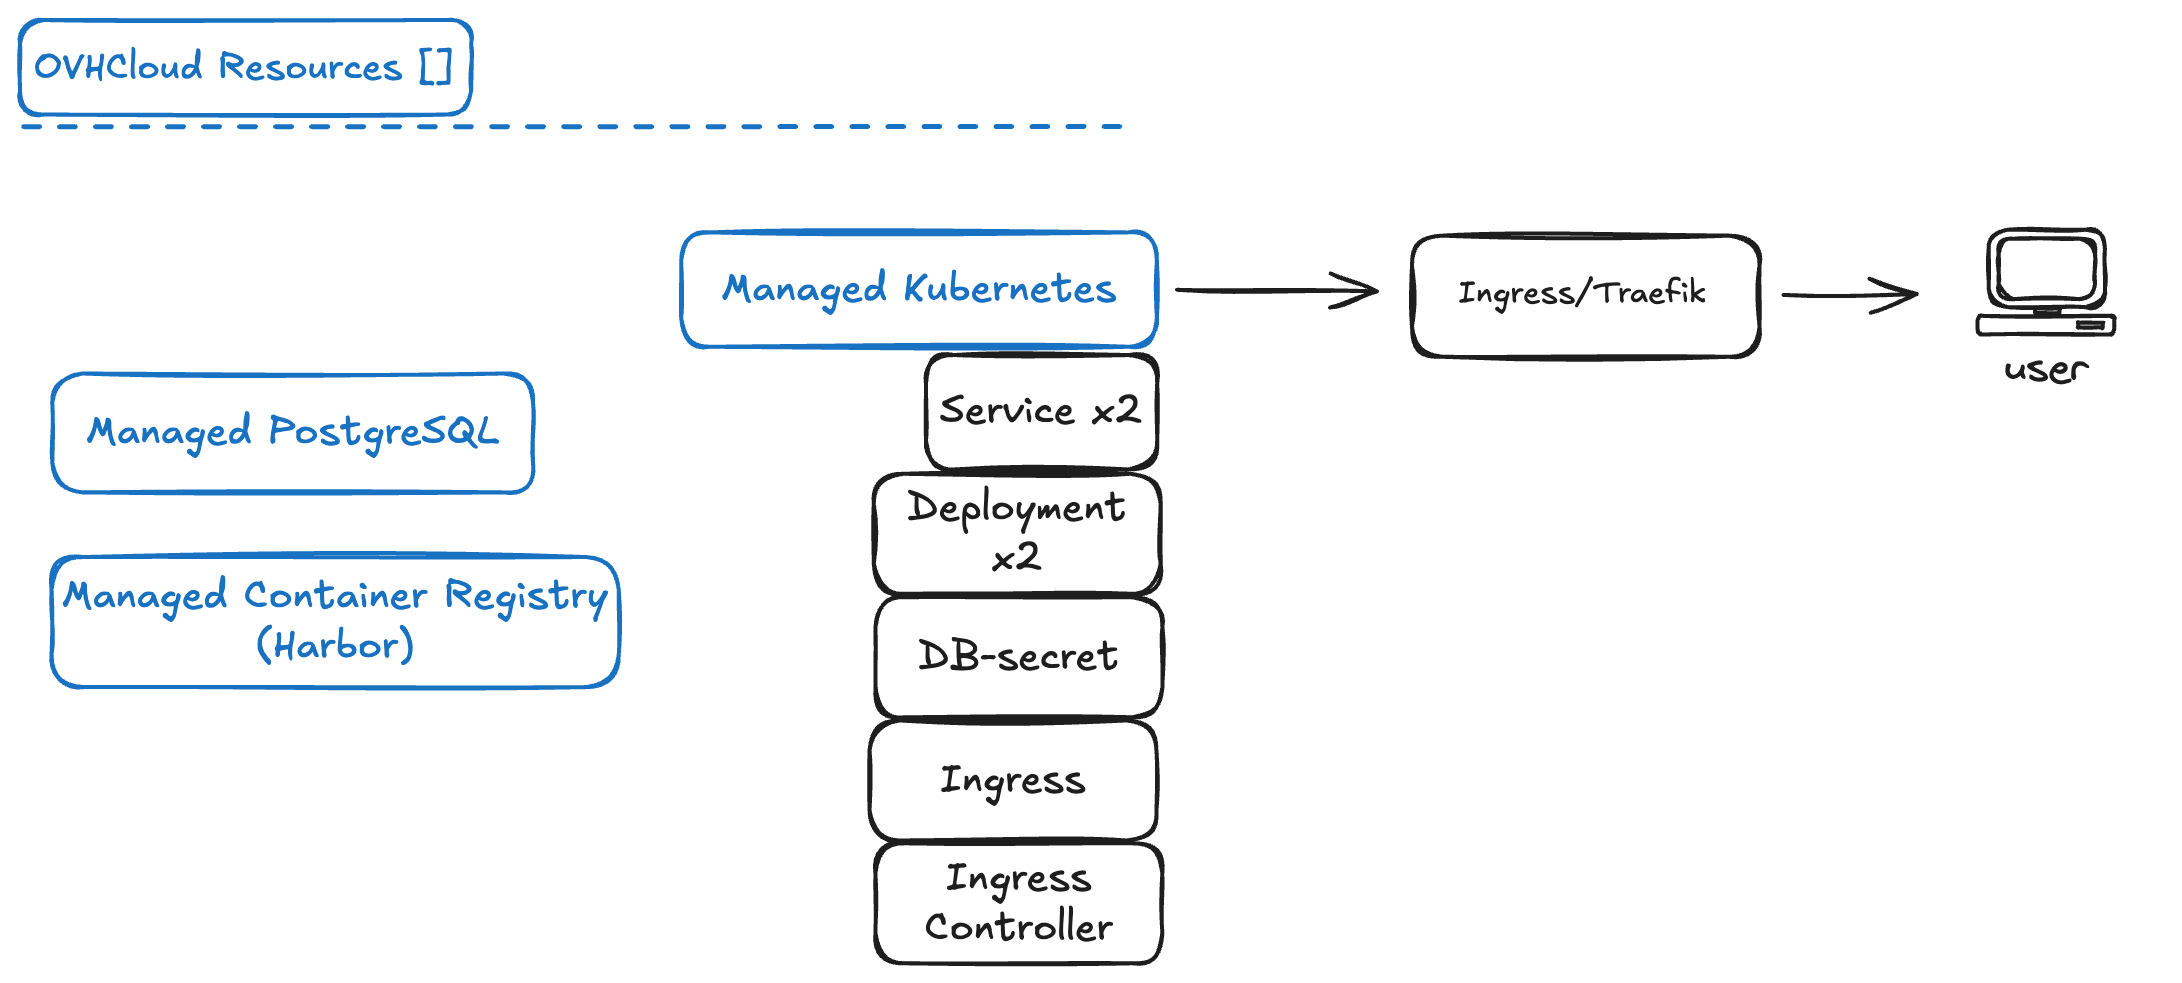 OVHCloud Resources []
Managed Kubernetes
Ingress/Traefik
user
Service x2
Managed PostgreSQL
Deployment
x2
Managed Container Registry
(Harbor)
DB-secret
Ingress
Ingress
Controller